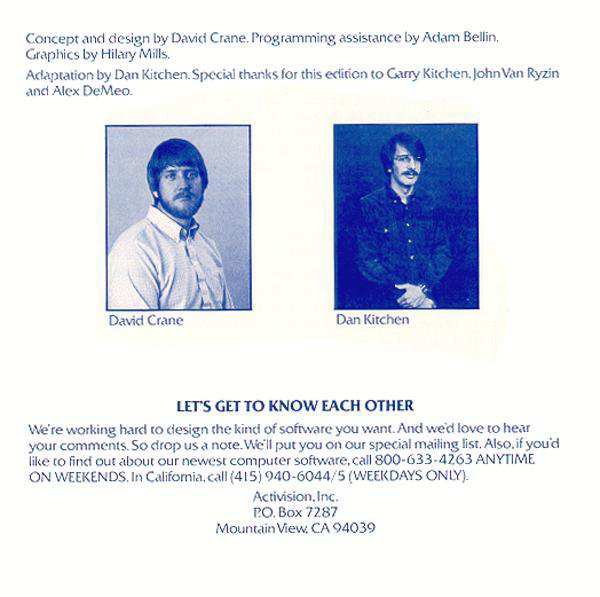 Concept and design by David Crane. Programming assistance by Adam Bellin.
Graphics by Hilary Mills.
Adaptation by Dan Kitchen. Special thanks for this edition to Garry Kitchen, John Van Ryzin
and Alex DeMeo.
David Crane
Dan Kitchen
LET'S GET TO KNOW EACH OTHER
We're working hard to design the kind of software you want. And we'd love to hear
your comments. So drop us a note. We'll put you on our special mailing list. Also, if you'd
like to find out about our newest computer software, call 800-633-4263 ANYTIME
ON WEEKENDS. In California, call (415) 940-6044/5 (WEEKDAYS ONLY).
Activision, Inc.
P.O. Box 7287
Mountain View, CA 94039